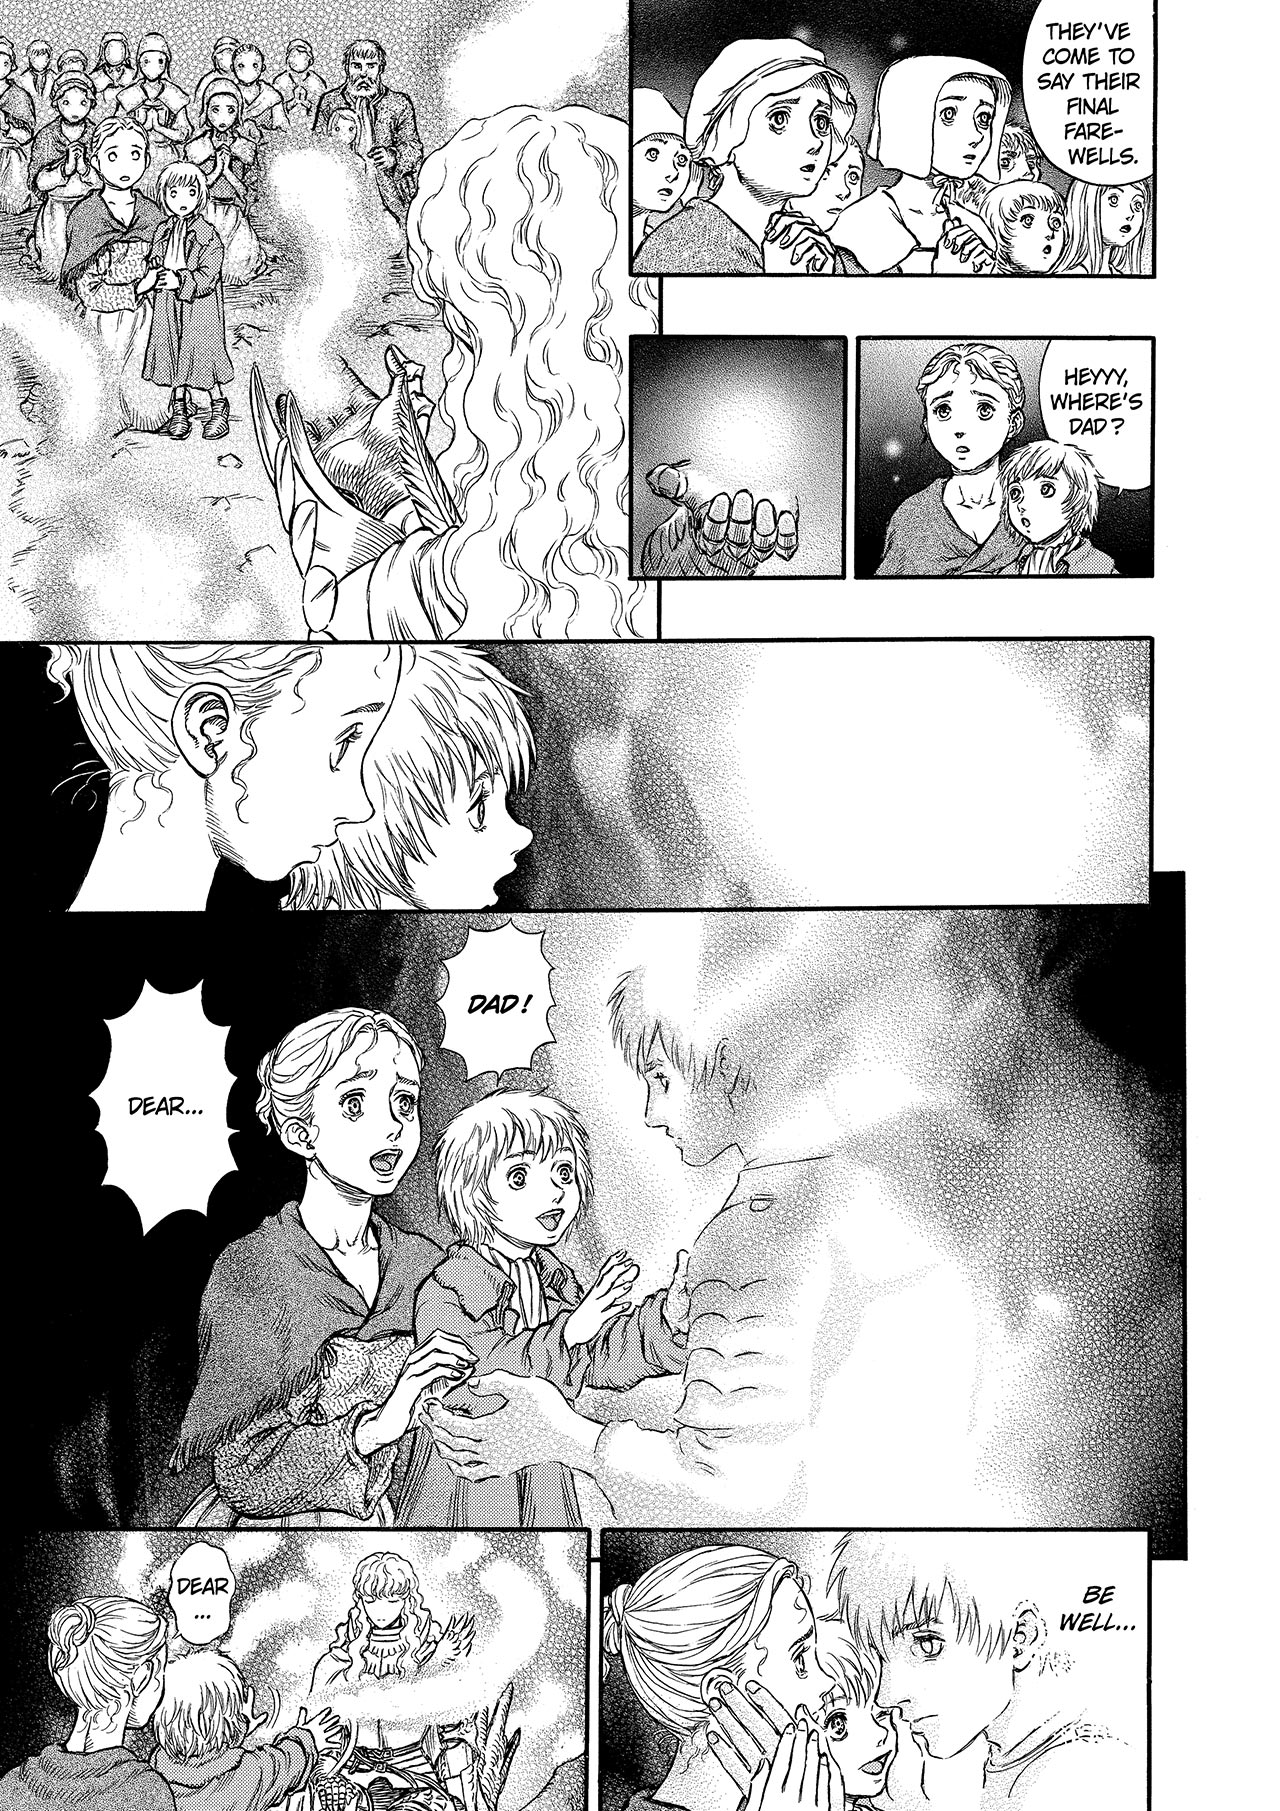 THEY'VE
COME TO
SAY THEIR
FINAL
FARE-
WELLS.
HEYYY,
WHERE'S
DAD?
DAD!
DEAR...
BE
WELL...
DEAR
...